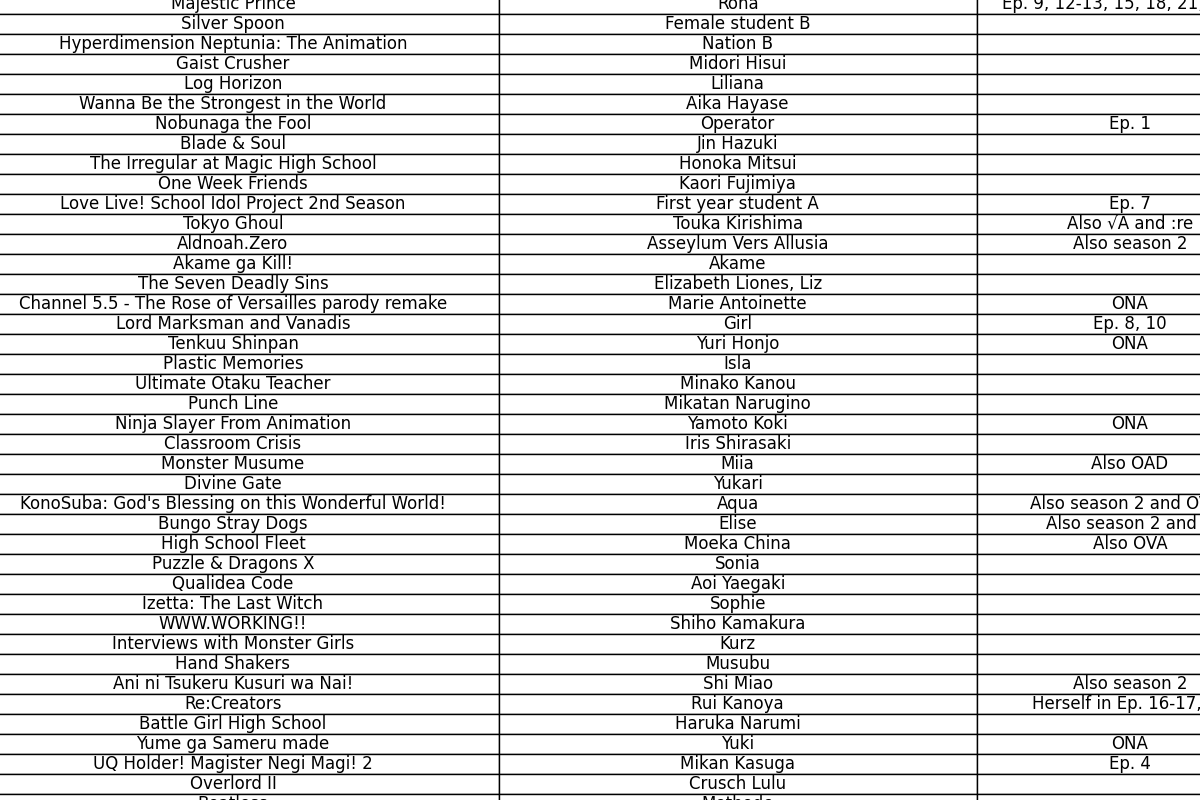 Majestic Prince Rona Ep. 9, 12-13, 15, 18, 21
Silver Spoon Female student B
Hyperdimension Neptunia: The Animation Nation B
Gaist Crusher Midori Hisui
Log Horizon Liliana
Wanna Be the Strongest in the World Aika Hayase
Nobunaga the Fool Operator Ep. 1
Blade & Soul Jin Hazuki
The Irregular at Magic High School Honoka Mitsui
One Week Friends Kaori Fujimiya
Love Live! School Idol Project 2nd Season First year student A Ep. 7
Tokyo Ghoul Touka Kirishima Also √A and :re
Aldnoah.Zero Asseylum Vers Allusia Also season 2
Akame ga Kill! Akame
The Seven Deadly Sins Elizabeth Liones, Liz
Channel 5.5 - The Rose of Versailles parody remake Marie Antoinette ONA
Lord Marksman and Vanadis Girl Ep. 8, 10
Tenkuu Shinpan Yuri Honjo ONA
Plastic Memories Isla
Ultimate Otaku Teacher Minako Kanou
Punch Line Mikatan Narugino
Ninja Slayer From Animation Yamoto Koki ONA
Classroom Crisis Iris Shirasaki
Monster Musume Miia Also OAD
Divine Gate Yukari
KonoSuba: God's Blessing on this Wonderful World! Aqua Also season 2 and O
Bungo Stray Dogs Elise Also season 2 and
High School Fleet Moeka China Also OVA
Puzzle & Dragons X Sonia
Qualidea Code Aoi Yaegaki
Izetta: The Last Witch Sophie
WWW.WORKING!! Shiho Kamakura
Interviews with Monster Girls Kurz
Hand Shakers Musubu
Ani ni Tsukeru Kusuri wa Nai! Shi Miao Also season 2
Re:Creators Rui Kanoya Herself in Ep. 16-17,
Battle Girl High School Haruka Narumi
Yume ga Sameru made Yuki ONA
UQ Holder! Magister Negi Magi! 2 Mikan Kasuga Ep. 4
Overlord II Crusch Lulu